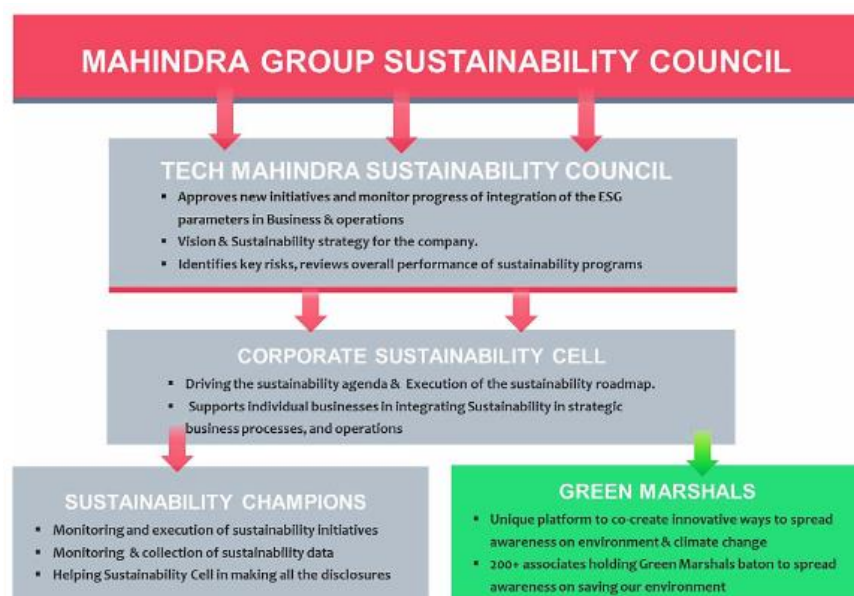 MAHINDRA GROUP SUSTAINABILITY COUNCIL
TECH MAHINDRA SUSTAINABILITY COUNCIL
▪ Approves new initiatives and monitor progress of integration of the ESG
parameters in Business & operations
▪ Vision & Sustainability strategy for the company.
▪ Identifies key risks, reviews overall performance of sustainability programs
CORPORATE SUSTAINABILITY CELL
▪ Driving the sustainability agenda & Execution of the sustainability roadmap.
▪ Supports individual businesses in integrating Sustainability in strategic
business processes, and operations
SUSTAINABILITY CHAMPIONS
▪ Monitoring and execution of sustainability initiatives
▪ Monitoring & collection of sustainability data
▪ Helping Sustainability Cell in making all the disclosures
GREEN MARSHALS
▪ Unique platform to co-create innovative ways to spread
awareness on environment & climate change
▪ 200+ associates holding Green Marshals baton to spread
awareness on saving our environment